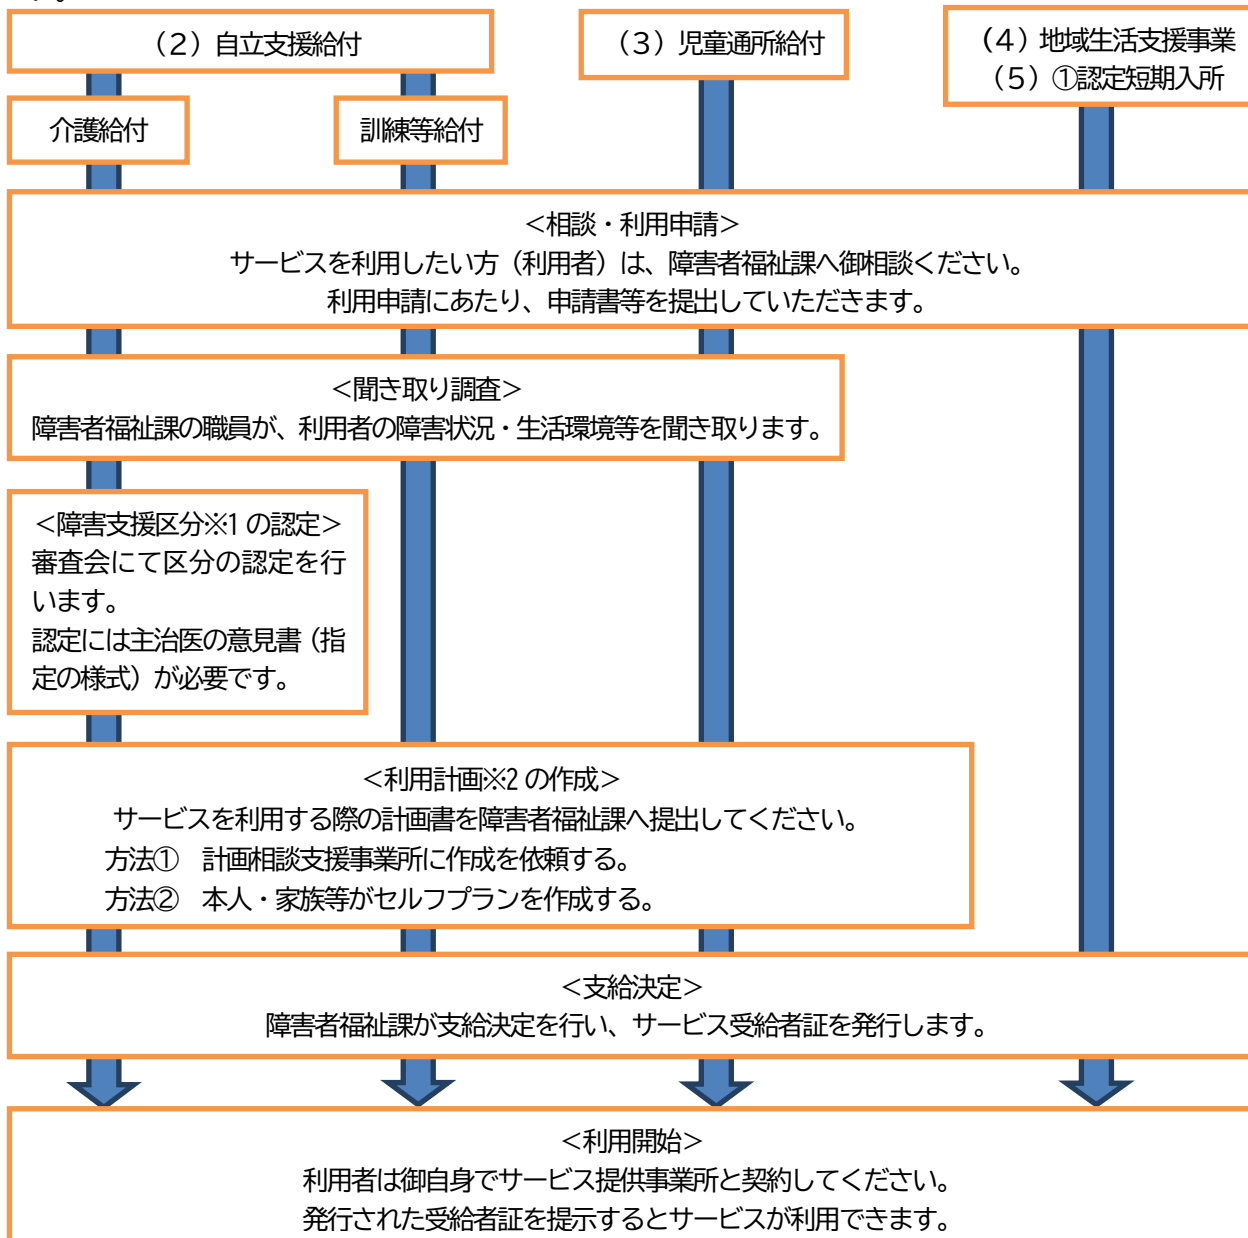 （2）自立支援給付
（3）児童通所給付
（4）地域生活支援事業
（5）①認定短期入所
介護給付
訓練等給付
＜相談・利用申請＞
サービスを利用したい方（利用者）は、障害者福祉課へ御相談ください。
利用申請にあたり、申請書等を提出していただきます。
＜聞き取り調査＞
障害者福祉課の職員が、利用者の障害状況・生活環境等を聞き取ります。
＜障害支援区分※1 の認定＞
審査会にて区分の認定を行
います。
認定には主治医の意見書（指
定の様式）が必要です。
＜利用計画※2 の作成＞
サービスを利用する際の計画書を障害者福祉課へ提出してください。
方法①　計画相談支援事業所に作成を依頼する。
方法②　本人・家族等がセルフプランを作成する。
＜支給決定＞
障害者福祉課が支給決定を行い、サービス受給者証を発行します。
＜利用開始＞
利用者は御自身でサービス提供事業所と契約してください。
発行された受給者証を提示するとサービスが利用できます。